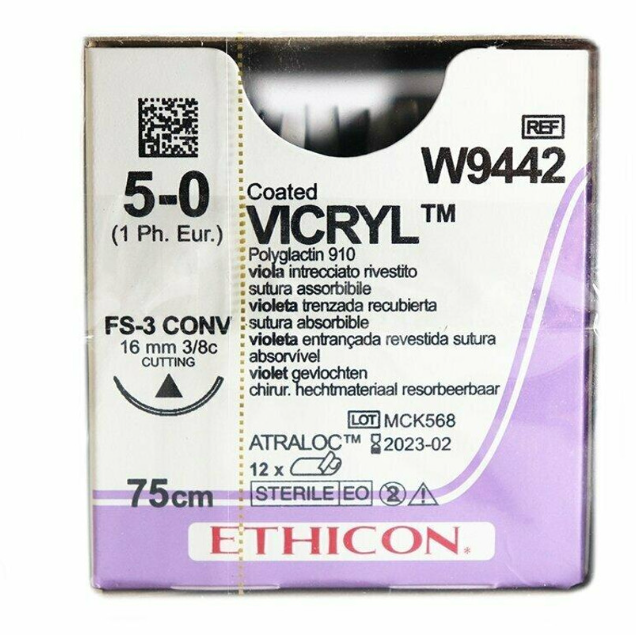 5-0
(1 Ph. Eur.)
FS-3 CONV
16 mm 3/8c
CUTTING
75cm
REF
W9442
Coated
VICRYL™
Polyglactin 910
viola intrecciato rivestito
sutura assorbibile
violeta trenzada recubierta
sutura absorbible
violeta entrançada revestida sutura
absorvível
violet gevlochten
chirur. hechtmateriaal resorbeerbaar
LOT MCK568
ATRALOC™ 2023-02
12 x
STERILE EO 2
ETHICON